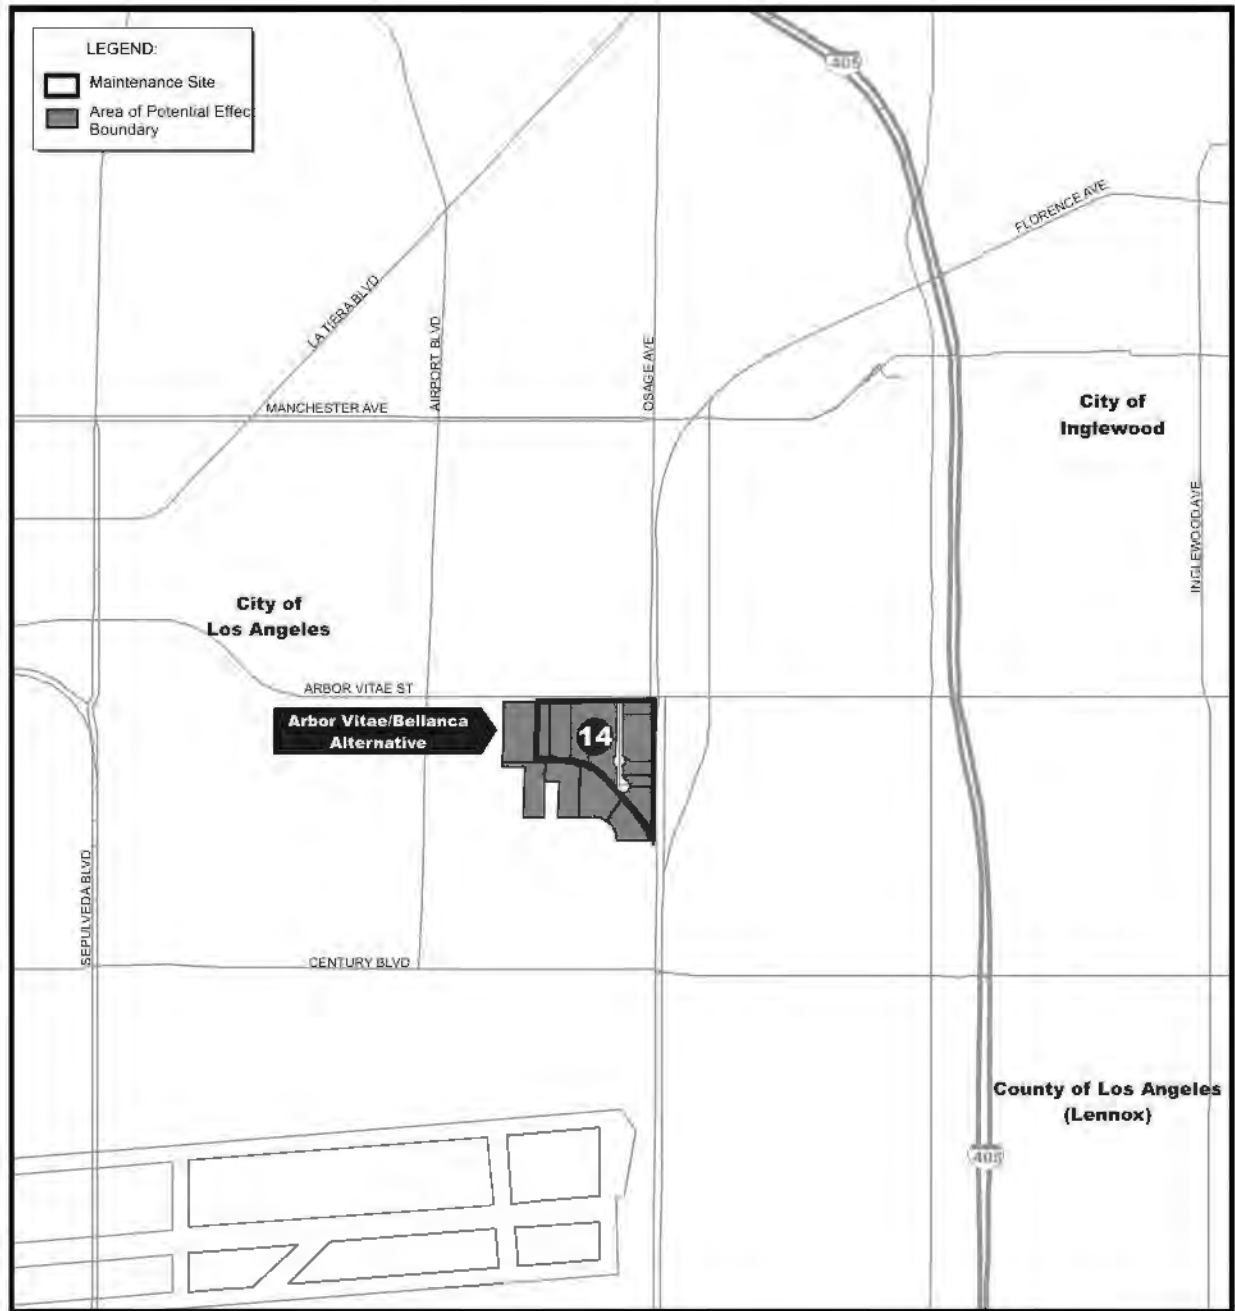 LEGEND:
Maintenance Site
Area of Potential Effect
Boundary
405
FLORENCE AVE
LA TIERA BLVD
AIRPORT BLVD
OSAGE AVE
MANCHESTER AVE
City of
Inglewood
INGLEWOOD AVE
City of
Los Angeles
ARBOR VITAE ST
Arbor Vitae/Bellanca
Alternative
14
SEPULVEDA BLVD
CENTURY BLVD
County of Los Angeles
(Lennox)
405